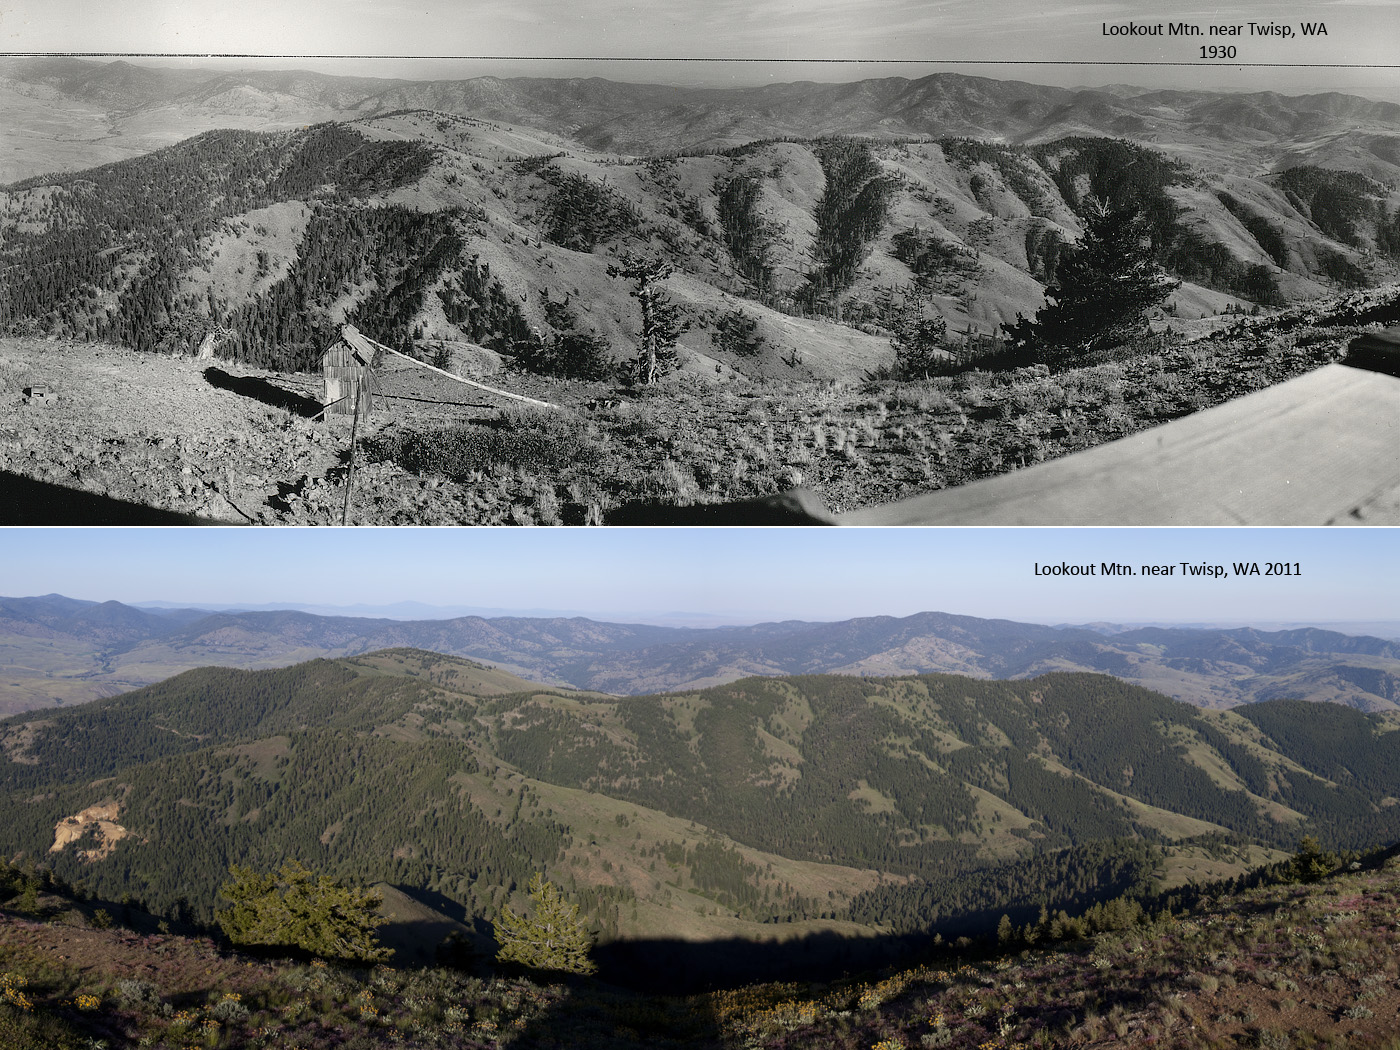 Lookout Mtn. near Twisp, WA
1930
Lookout Mtn. near Twisp, WA 2011